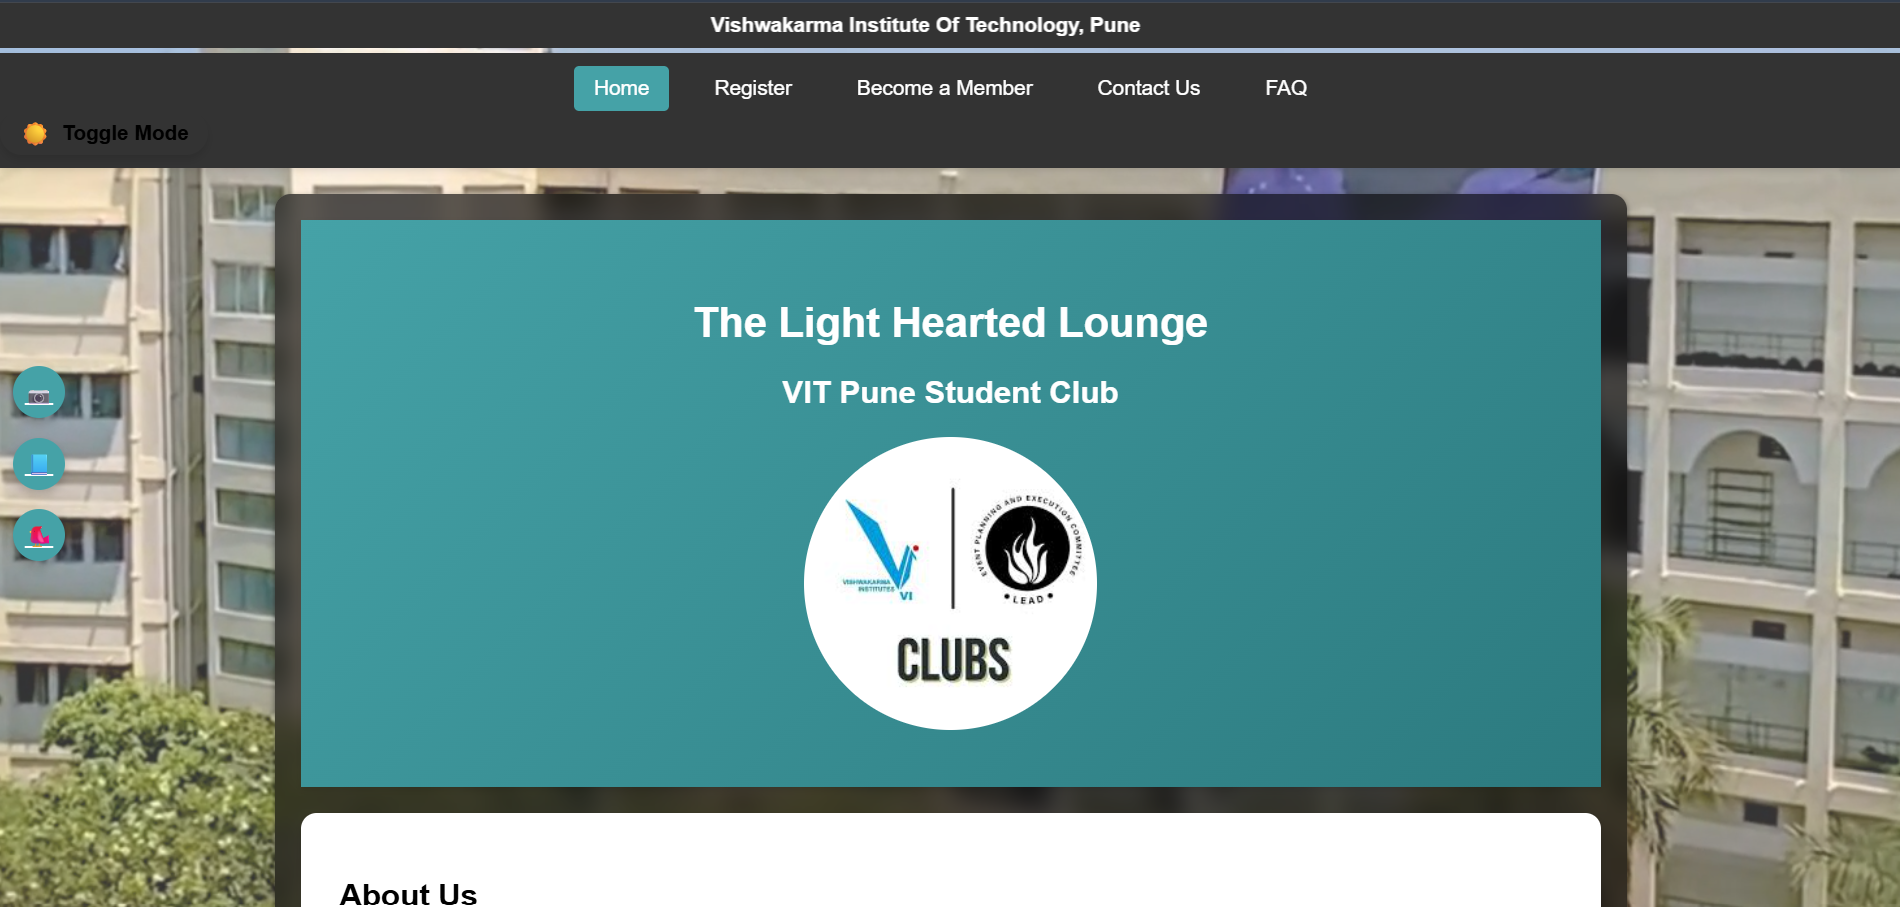 Vishwakarma Institute Of Technology, Pune
Home Register Become a Member Contact Us FAQ
Toggle Mode
The Light Hearted Lounge
VIT Pune Student Club
VISHWAKARMA
INSTITUTES
VI
EVENT PLANNING AND EXECUTION COMMITTEE
• LEAD •
CLUBS
About Us